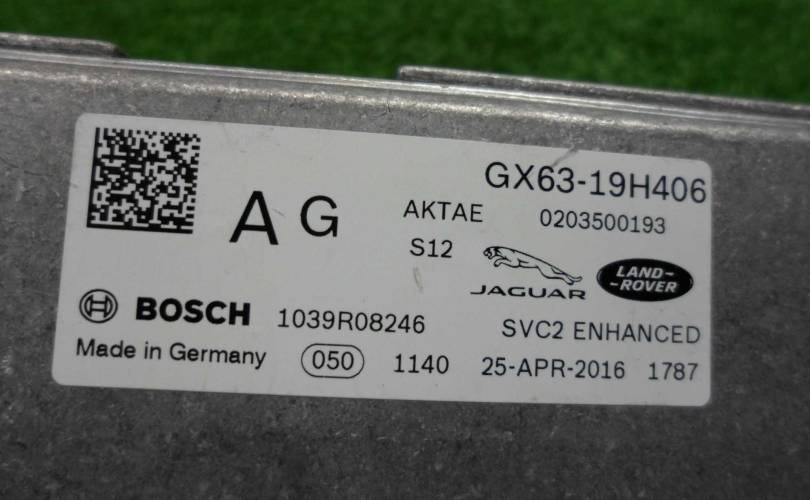 GX63-19H406
A G AKTAE 0203500193
S12 JAGUAR LAND-
-ROVER
BOSCH 1039R08246 SVC2 ENHANCED
Made in Germany 050 1140 25-APR-2016 1787